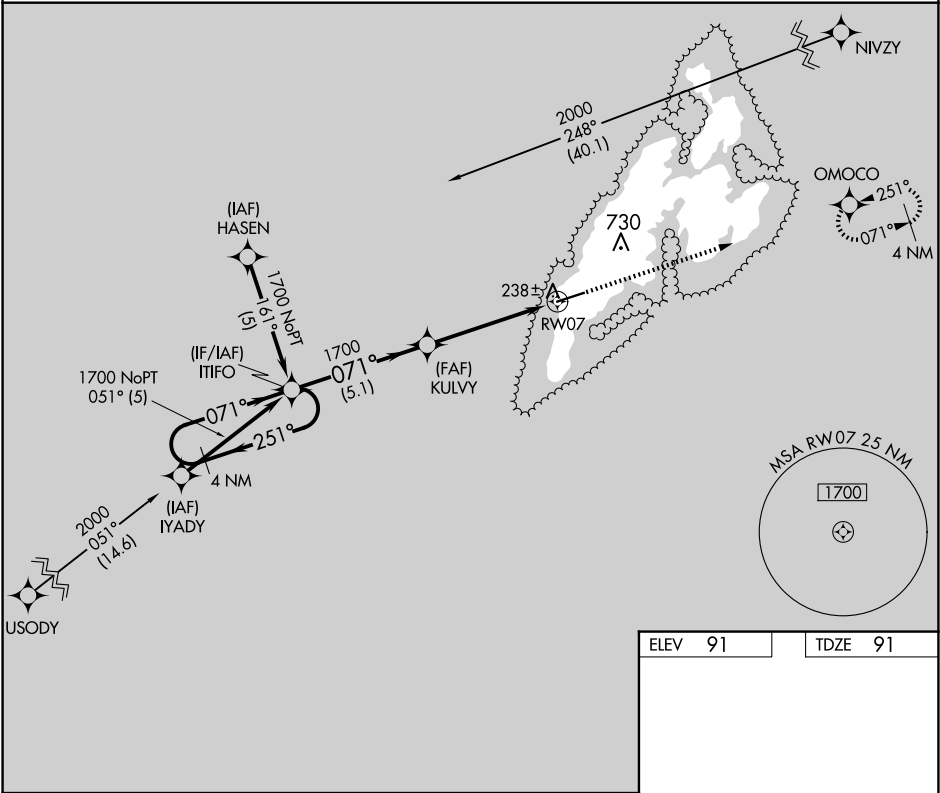 NIVZY
2000
248°
(40.1)
OMOCO
251°
071°
4 NM
(IAF)
HASEN
730
1700 NoPT
161°
(5)
238±
RW07
(IF/IAF)
ITIFO
1700
071°
(5.1)
(FAF)
KULVY
1700 NoPT
051° (5)
071°
251°
4 NM
(IAF)
IYADY
MSA RW07 25 NM
1700
2000
051°
(14.6)
USODY
ELEV 91
TDZE 91